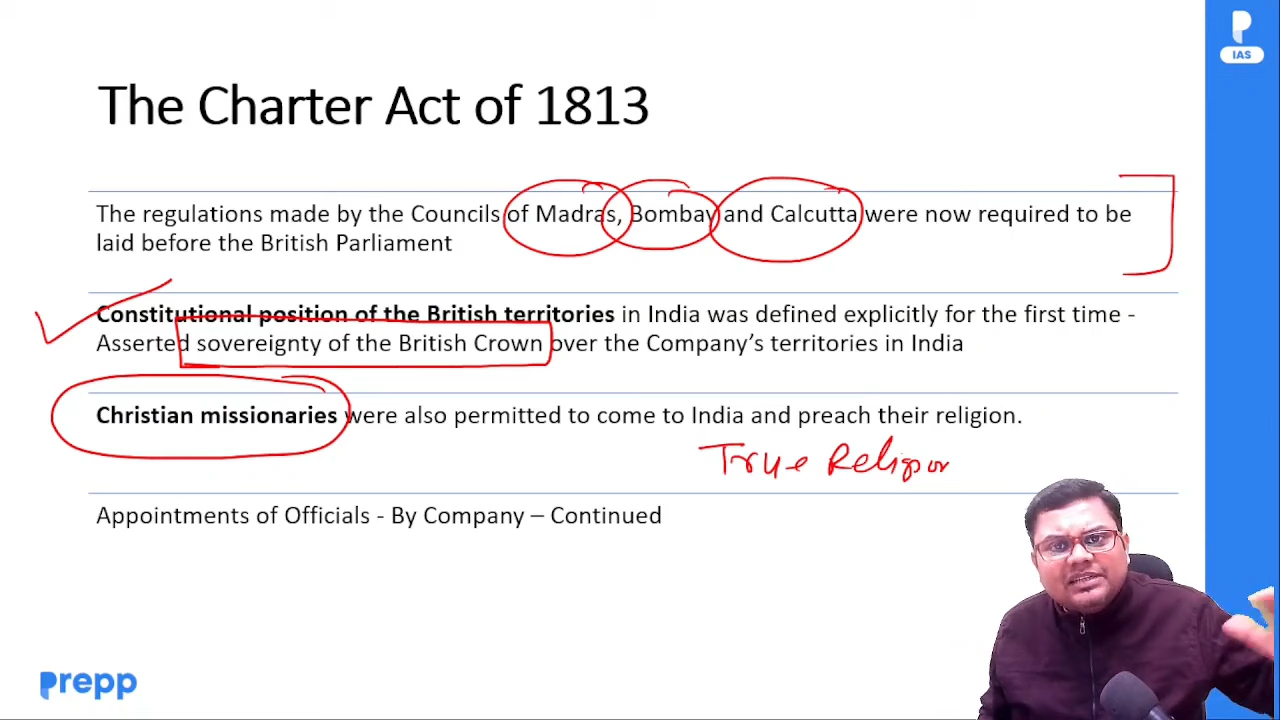 IAS
The Charter Act of 1813
The regulations made by the Councils of Madras, Bombay and Calcutta were now required to be
laid before the British Parliament
Constitutional position of the British territories in India was defined explicitly for the first time -
Asserted sovereignty of the British Crown over the Company's territories in India
Christian missionaries were also permitted to come to India and preach their religion.
True Religion
Appointments of Officials - By Company – Continued
prepp